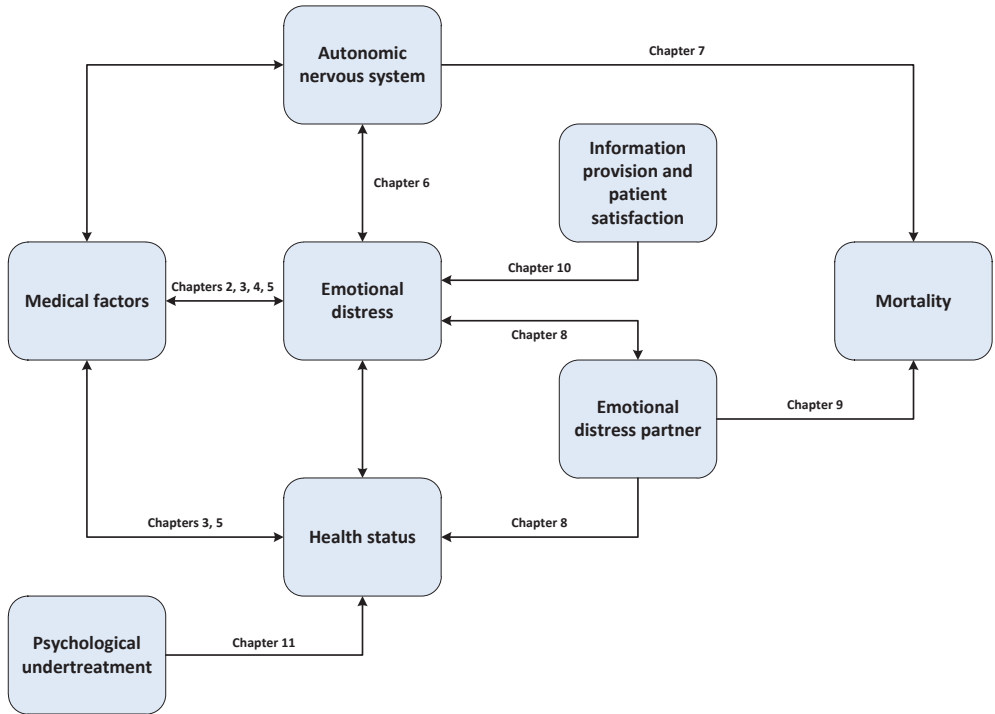 Autonomic
nervous system
Chapter 7
Information
provision and
patient
satisfaction
Chapter 6
Chapter 10
Medical factors
Chapters 2, 3, 4, 5
Emotional
distress
Mortality
Chapter 8
Emotional
distress partner
Chapter 9
Chapters 3, 5
Health status
Chapter 8
Psychological
undertreatment
Chapter 11